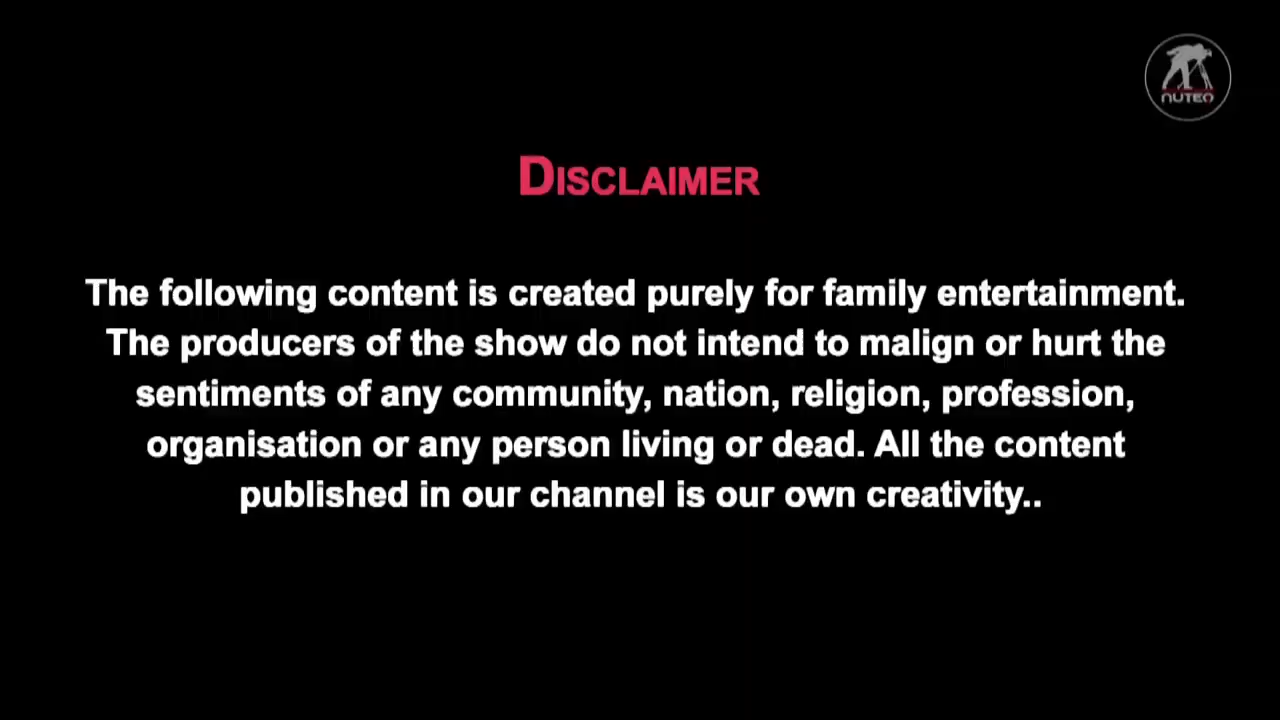 NUTEQ
DISCLAIMER
The following content is created purely for family entertainment.
The producers of the show do not intend to malign or hurt the
sentiments of any community, nation, religion, profession,
organisation or any person living or dead. All the content
published in our channel is our own creativity..